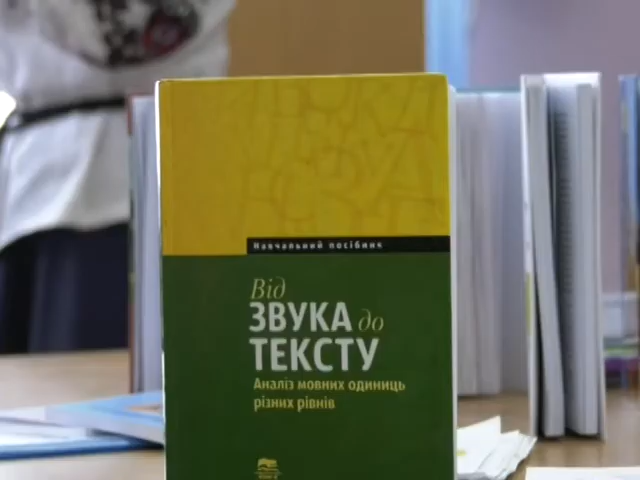 Навчальний посібник
Від
ЗВУКА до
ТЕКСТУ
Аналіз мовних одиниць
різних рівнів